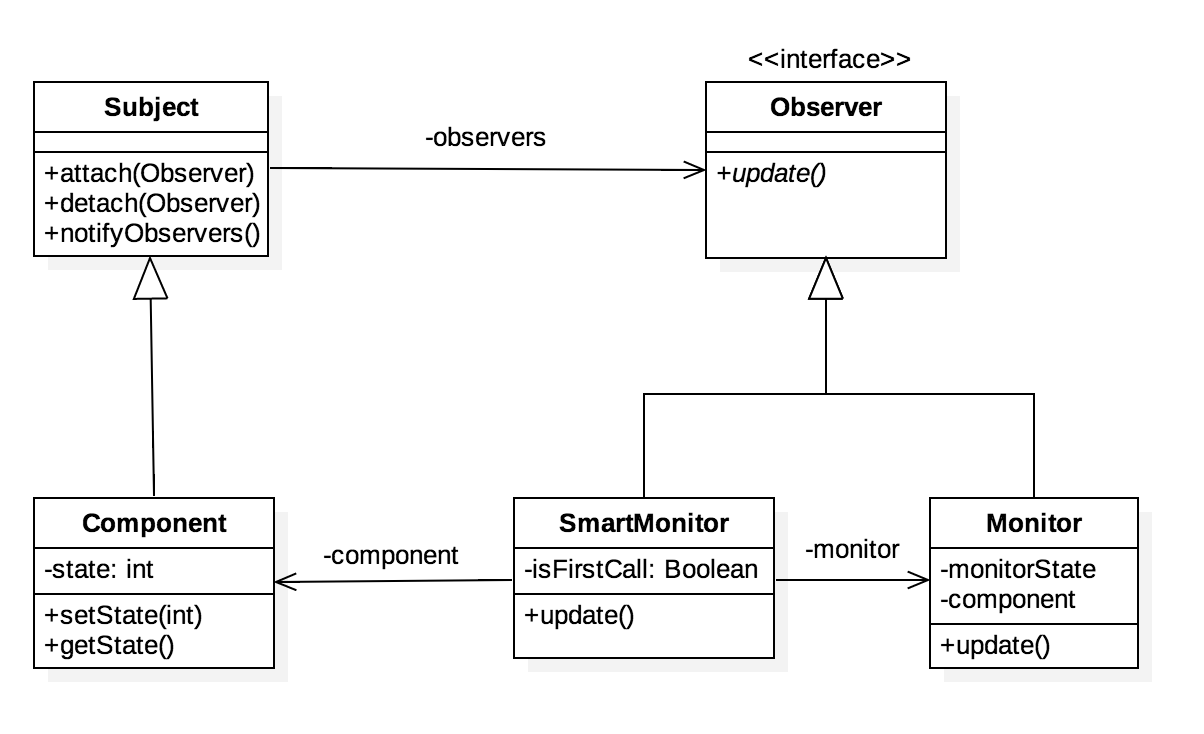 <<interface>>
Subject
+attach(Observer)
+detach(Observer)
+notifyObservers()
-observers
Observer
+update()
Component
-state: int
+setState(int)
+getState()
-component
SmartMonitor
-isFirstCall: Boolean
+update()
-monitor
Monitor
-monitorState
-component
+update()